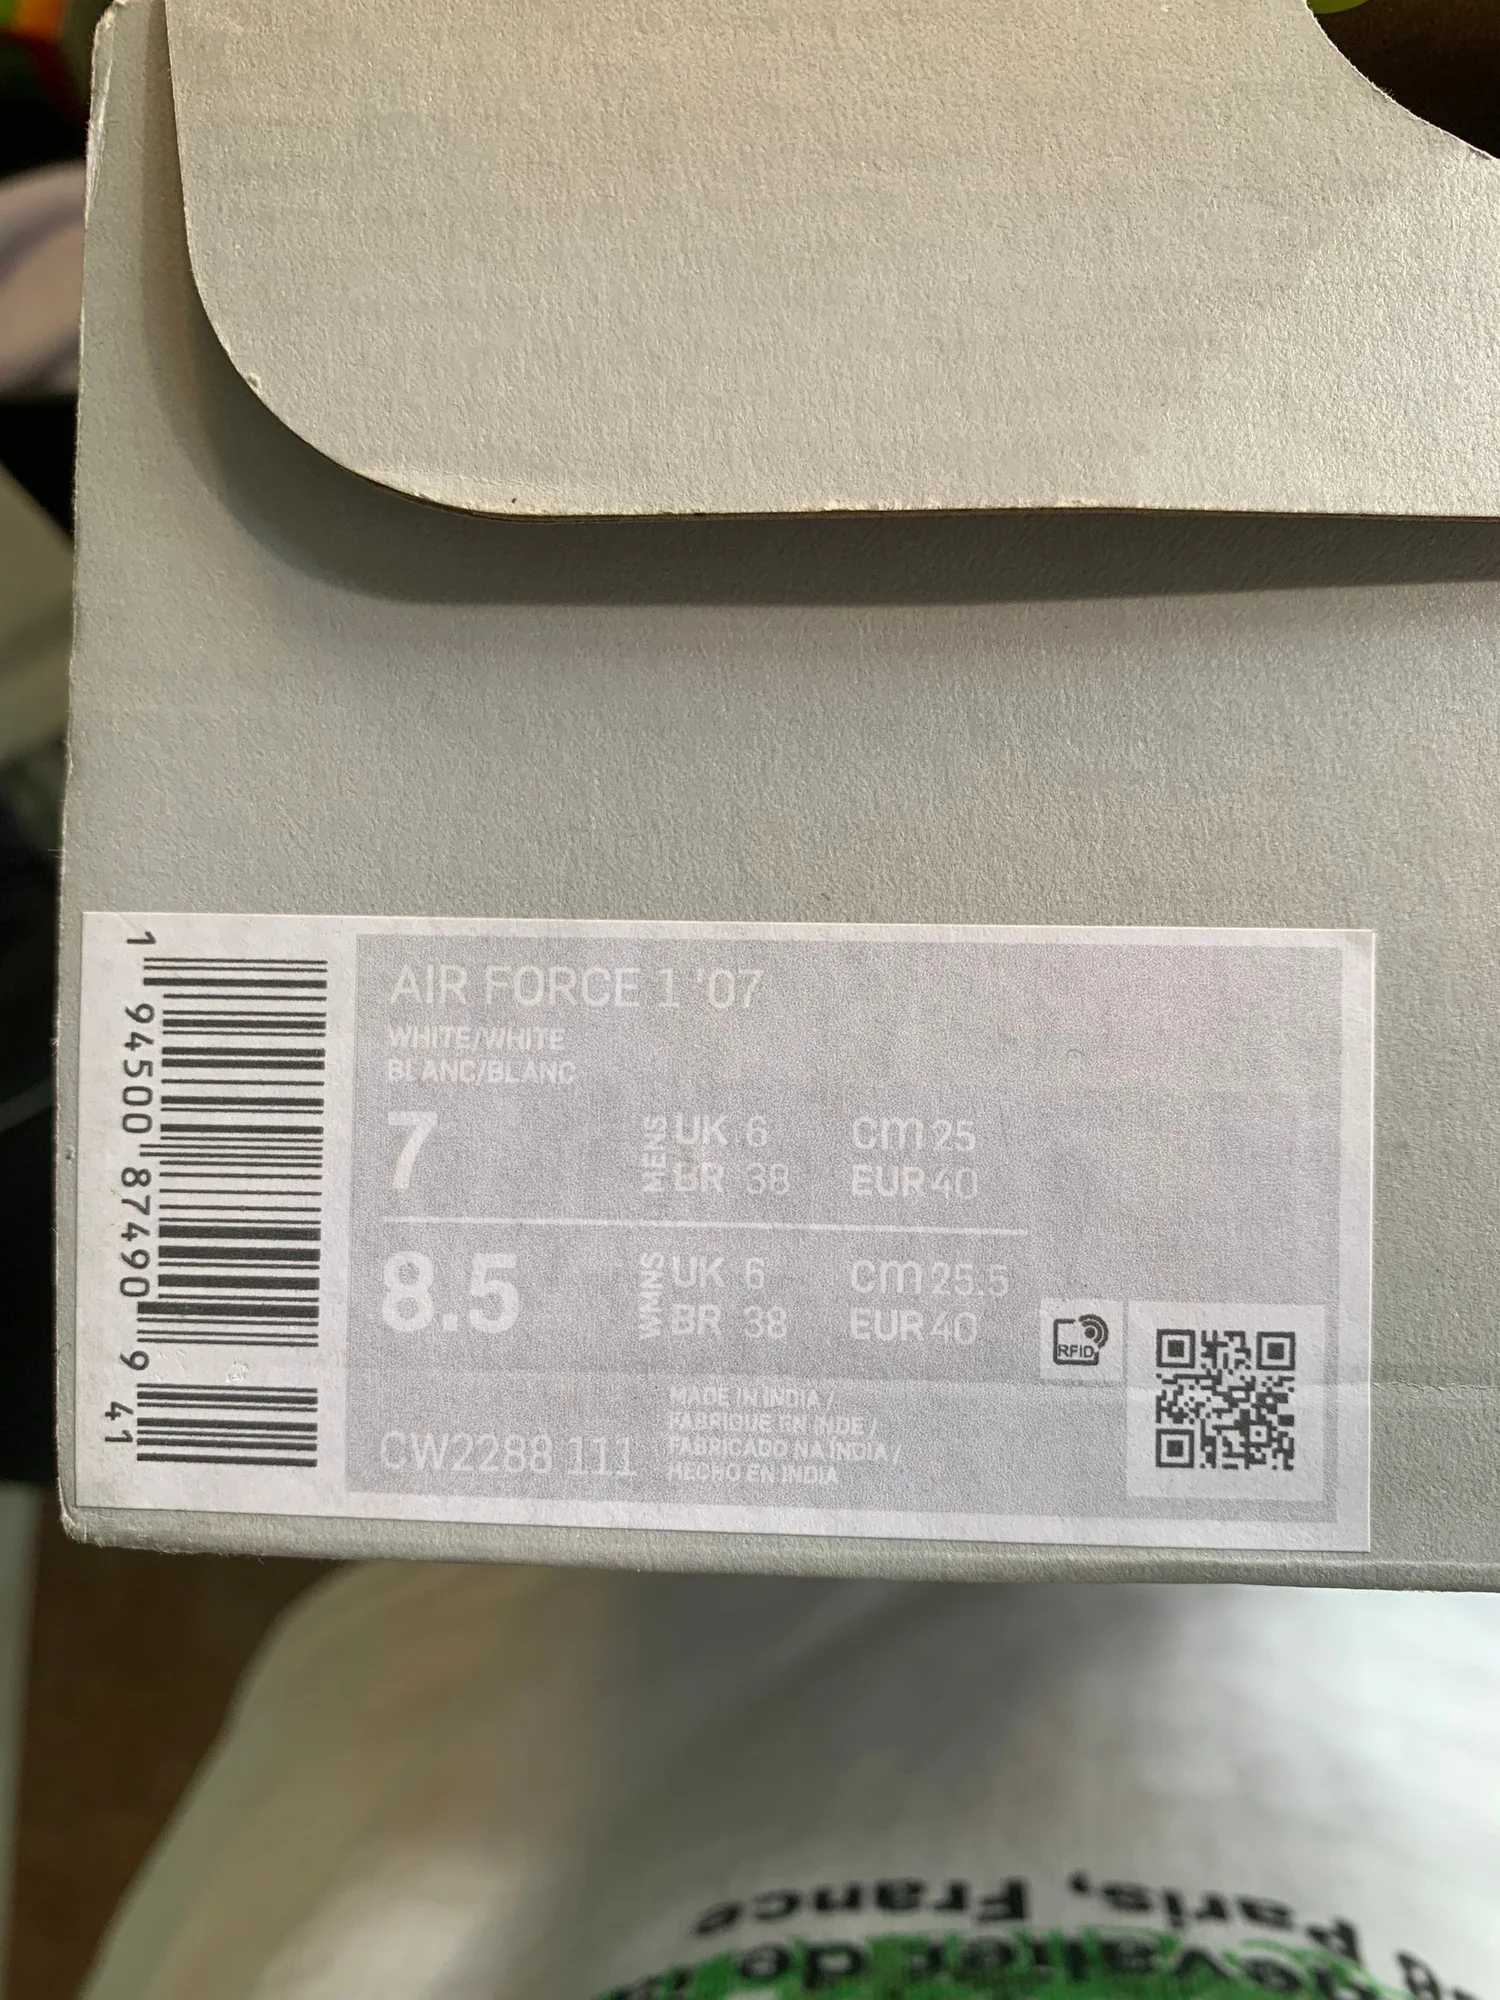 1 94500 87490 9 41
AIR FORCE 1 '07
WHITE/WHITE
BLANC/BLANC
7 MENS UK 6 CM 25
BR 38 EUR 40
8.5 WMNS UK 6 CM 25.5
BR 38 EUR 40
RFID
CW2288 111
MADE IN INDIA /
FABRIQUE EN INDE /
FABRICADO NA INDIA /
HECHO EN INDIA
Paris, France